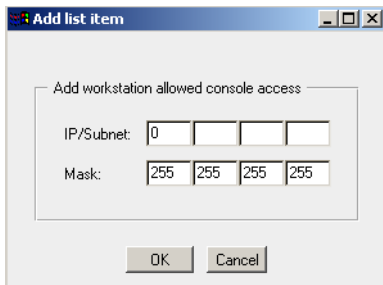 Add list item
Add workstation allowed console access
IP/Subnet: 0
Mask: 255 255 255 255
OK Cancel